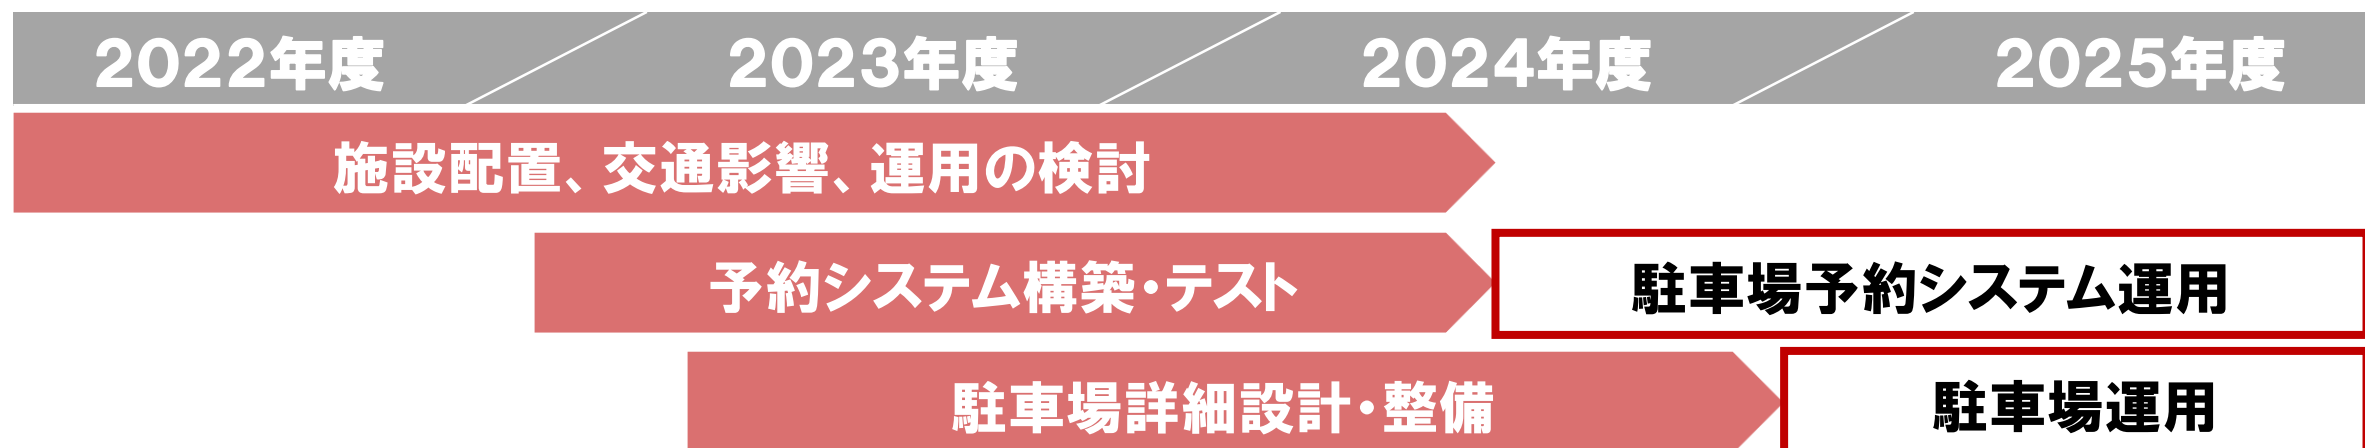 2022年度 2023年度 2024年度 2025年度
施設配置、交通影響、運用の検討
予約システム構築・テスト 駐車場予約システム運用
駐車場詳細設計・整備 駐車場運用